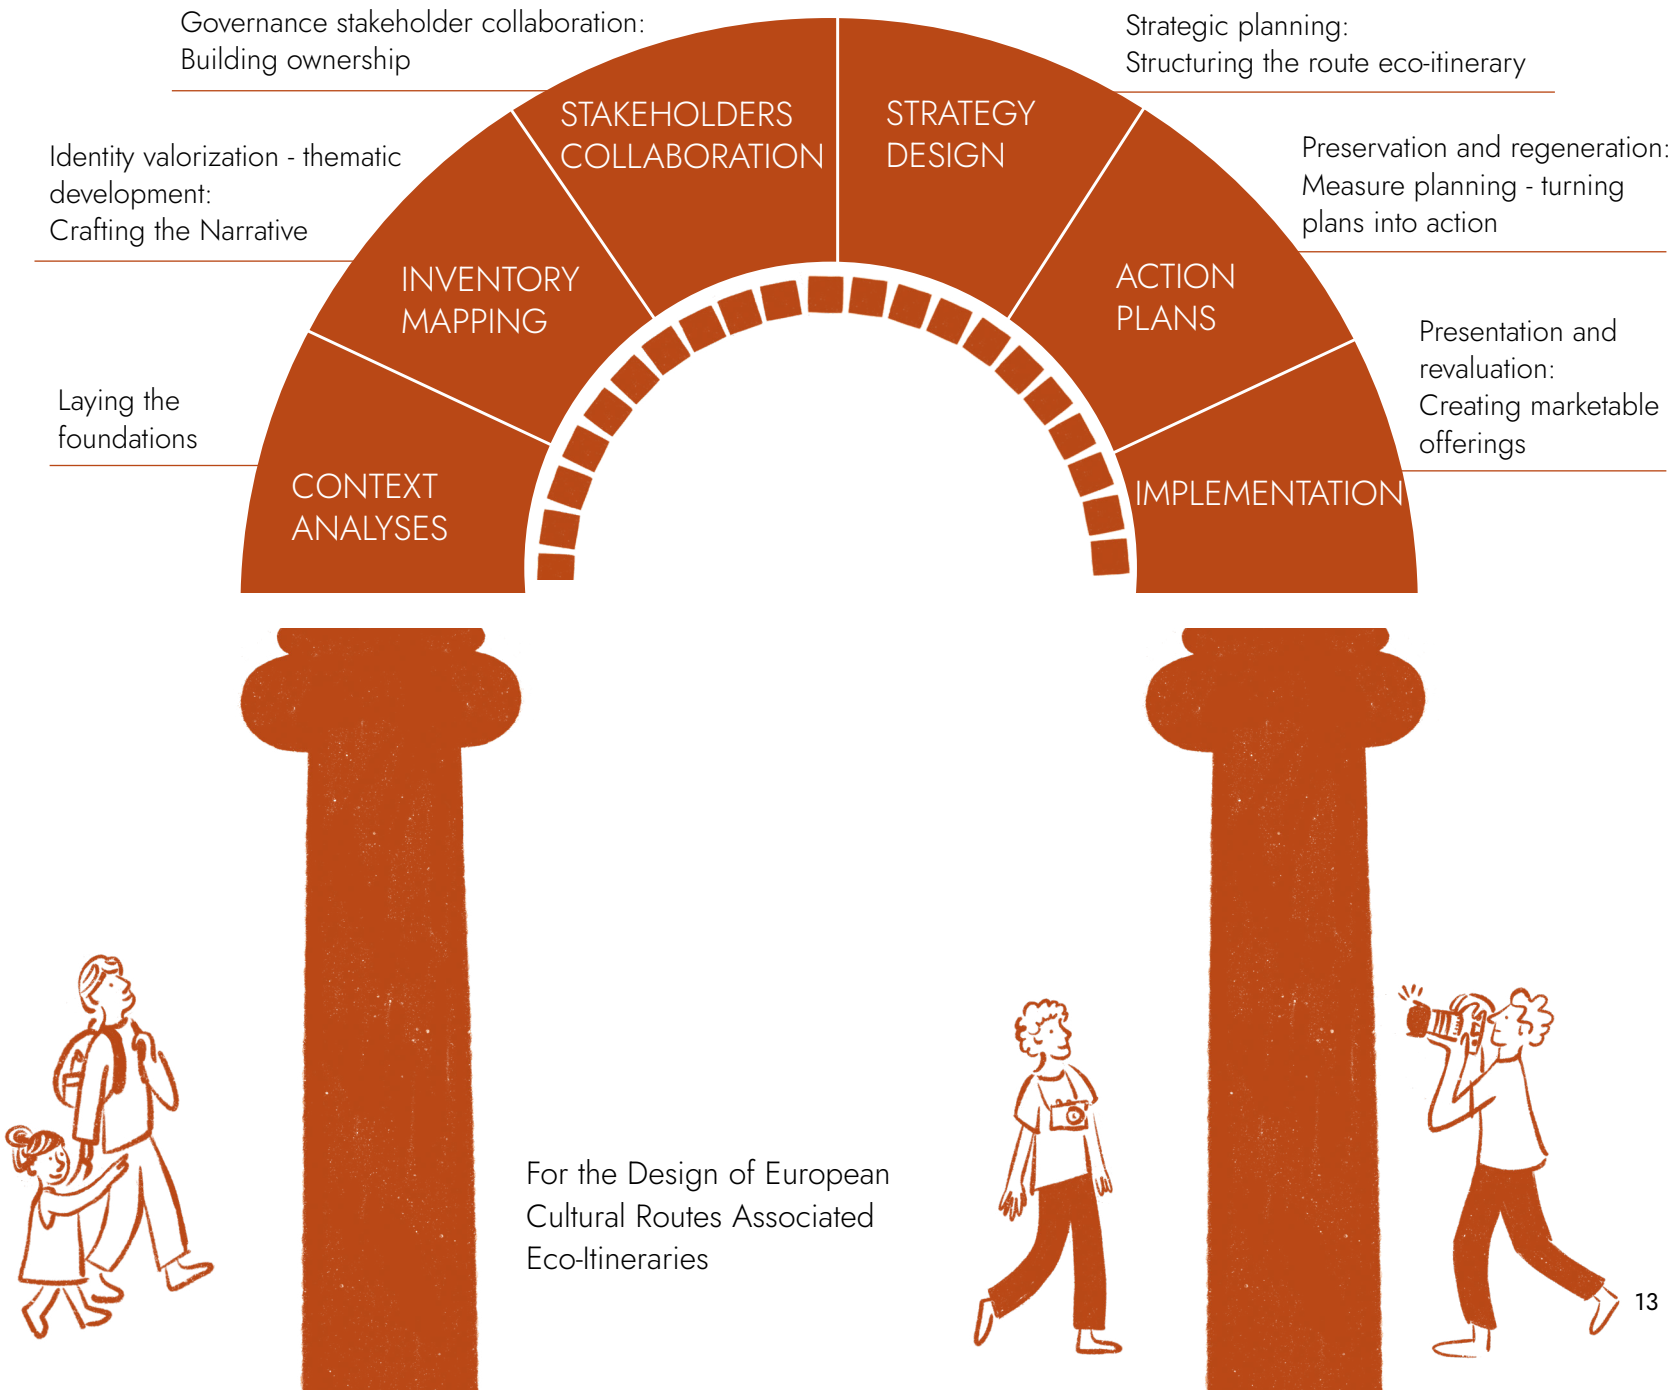 Governance stakeholder collaboration:
Building ownership
Strategic planning:
Structuring the route eco-itinerary
STAKEHOLDERS
COLLABORATION
STRATEGY
DESIGN
Identity valorization - thematic
development:
Crafting the Narrative
Preservation and regeneration:
Measure planning - turning
plans into action
INVENTORY
MAPPING
ACTION
PLANS
Laying the
foundations
Presentation and
revaluation:
Creating marketable
offerings
CONTEXT
ANALYSES
IMPLEMENTATION
For the Design of European
Cultural Routes Associated
Eco-Itineraries
13